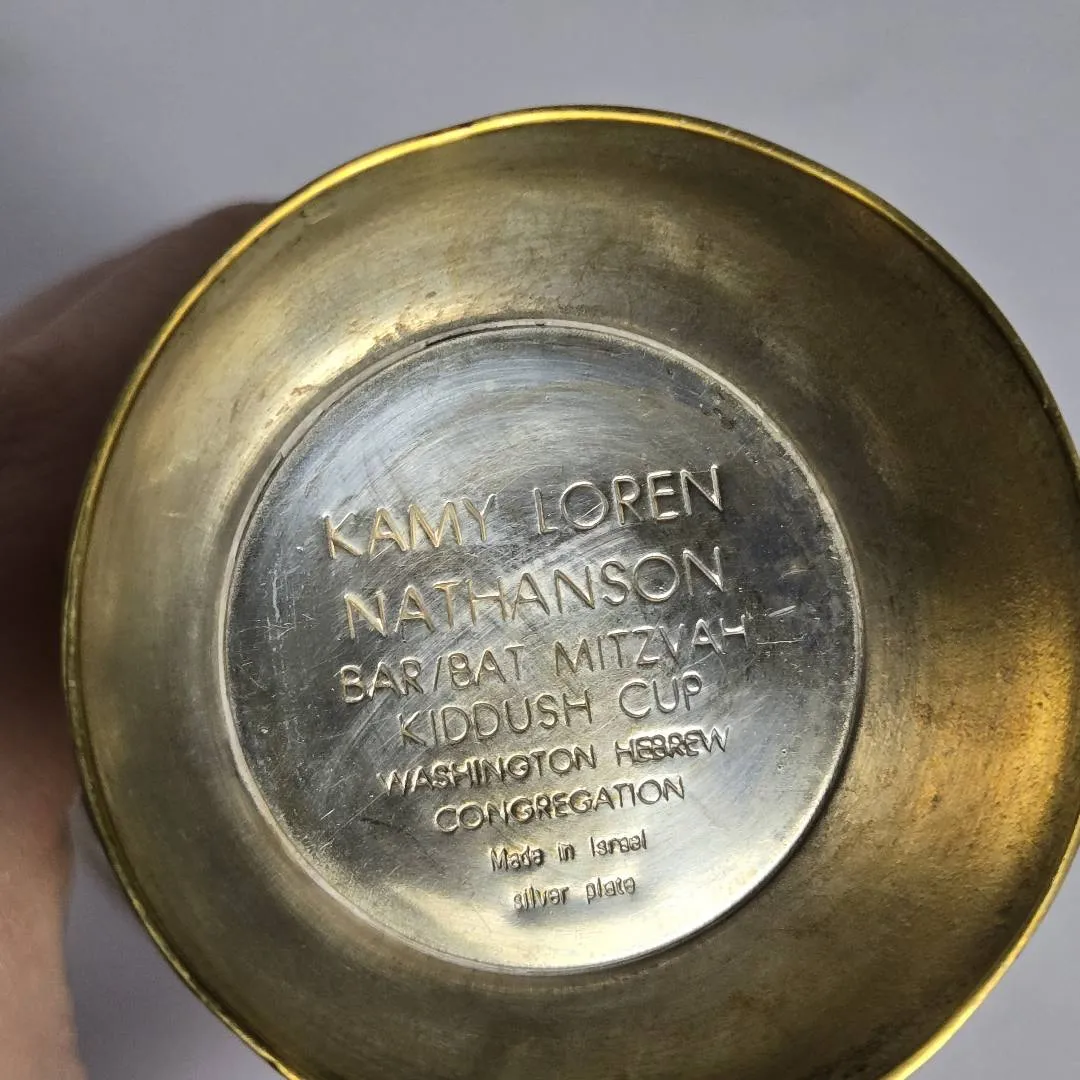 KAMY LOREN
NATHANSON
BAR/BAT MITZVAH
KIDDUSH CUP
WASHINGTON HEBREW
CONGREGATION
Made in Israel
silver plate